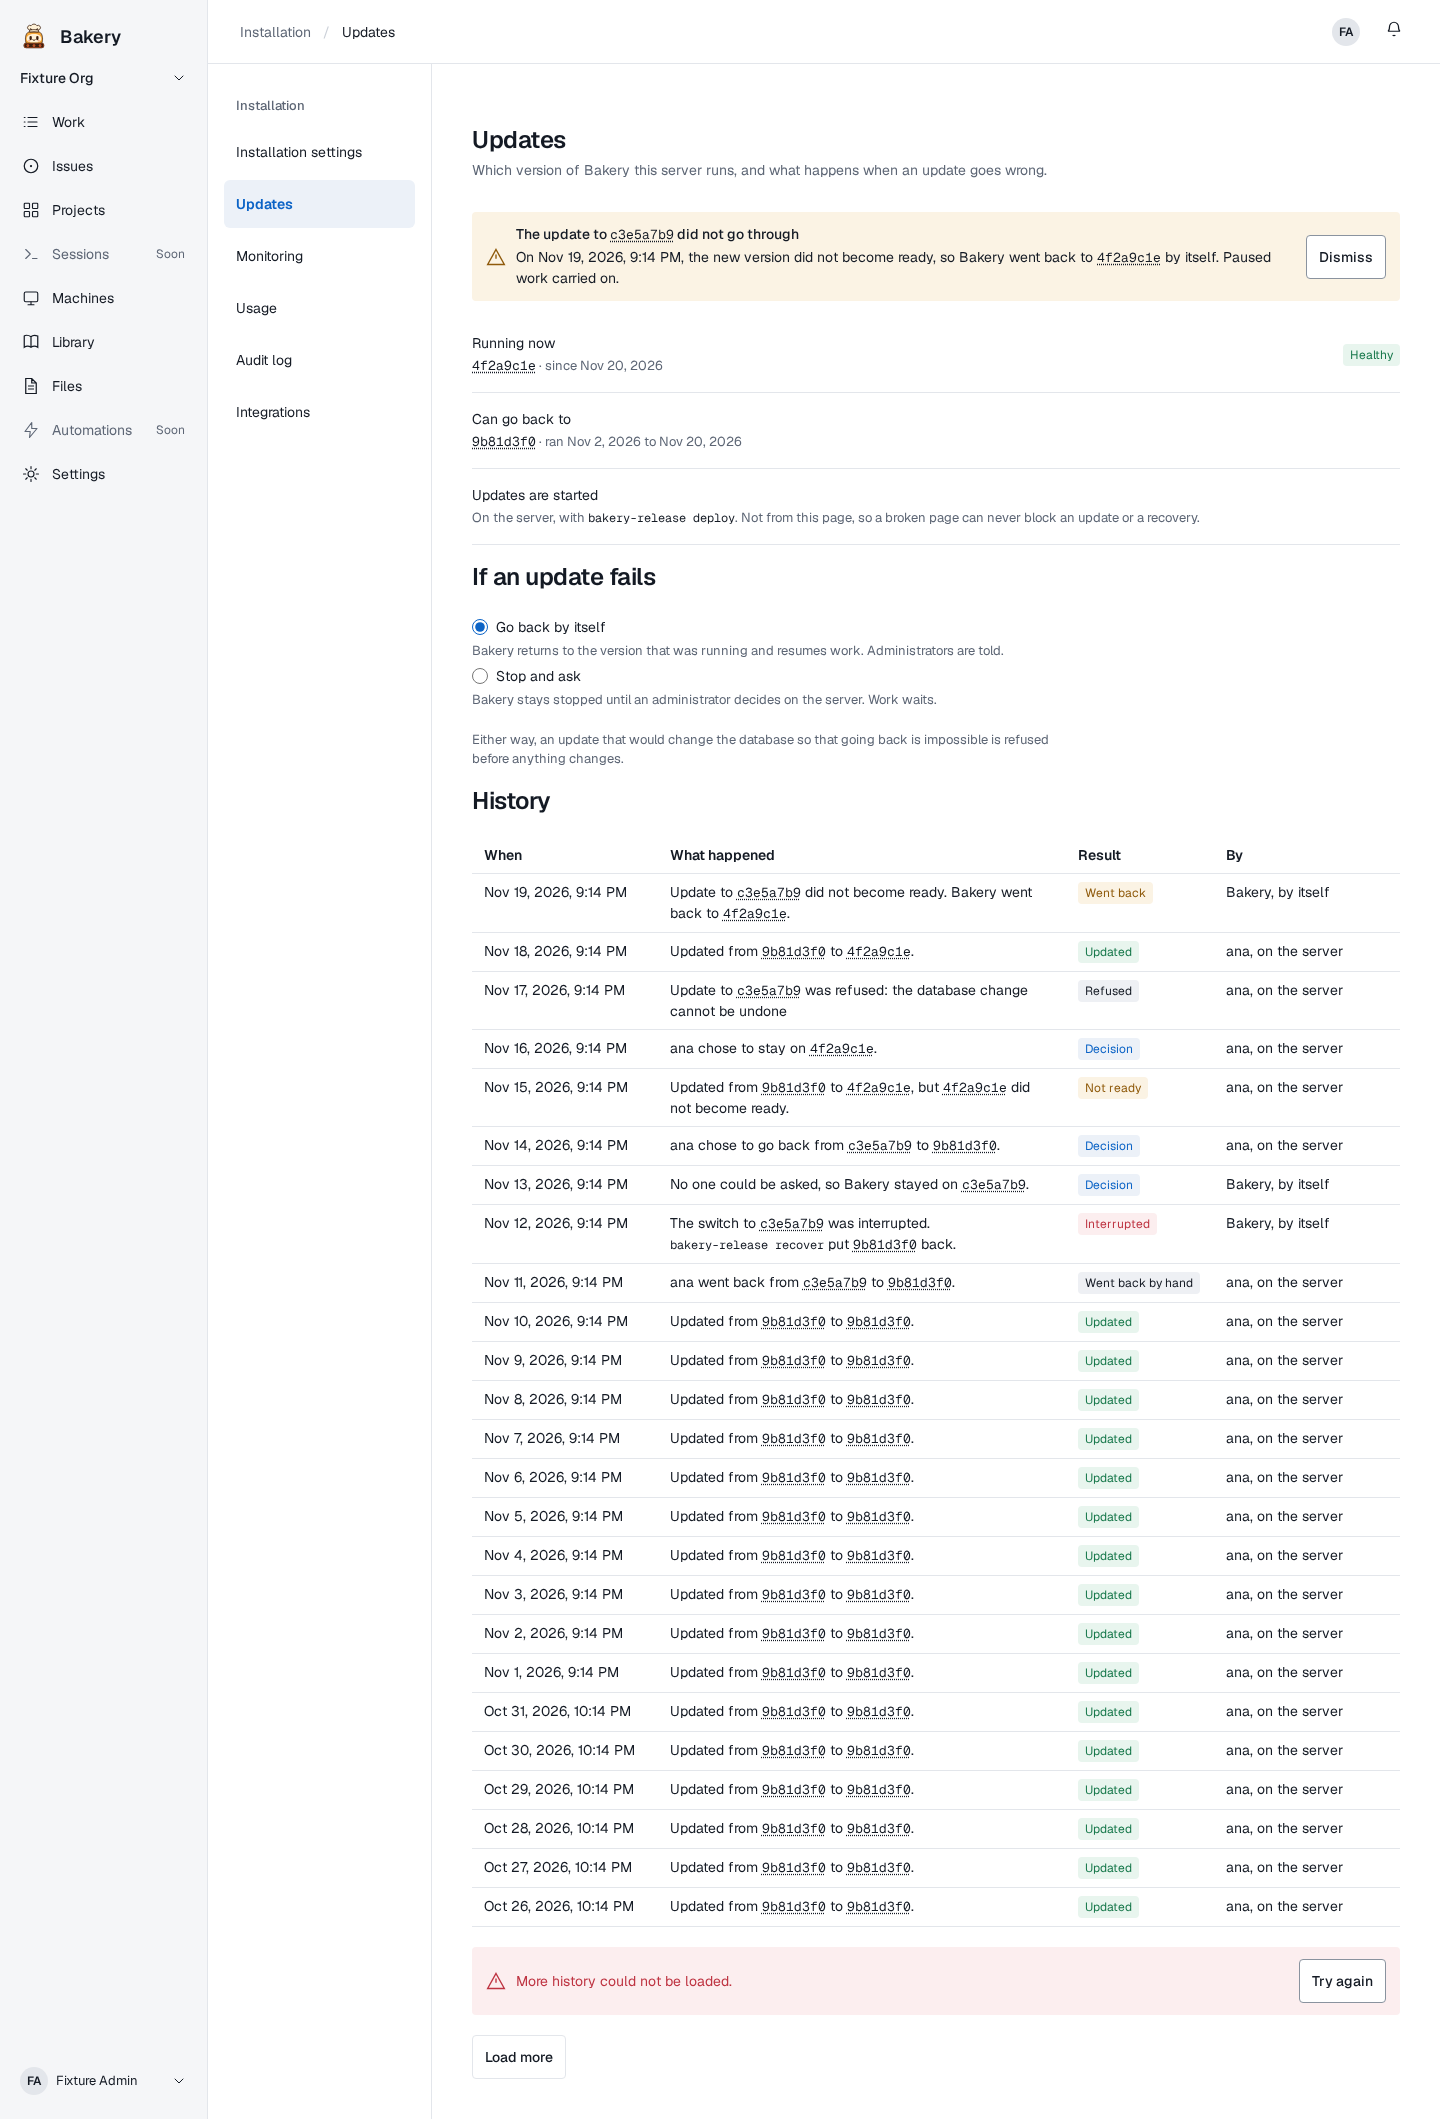 Bakery
Fixture Org
Work
Issues
Projects
Sessions Soon
Machines
Library
Files
Automations Soon
Settings
FA Fixture Admin
Installation / Updates
FA
Installation
Installation settings
Updates
Monitoring
Usage
Audit log
Integrations
Updates
Which version of Bakery this server runs, and what happens when an update goes wrong.
The update to c3e5a7b9 did not go through
On Nov 19, 2026, 9:14 PM, the new version did not become ready, so Bakery went back to 4f2a9c1e by itself. Paused
work carried on.
Dismiss
Running now
4f2a9c1e · since Nov 20, 2026
Healthy
Can go back to
9b81d3f0 · ran Nov 2, 2026 to Nov 20, 2026
Updates are started
On the server, with bakery-release deploy. Not from this page, so a broken page can never block an update or a recovery.
If an update fails
Go back by itself
Bakery returns to the version that was running and resumes work. Administrators are told.
Stop and ask
Bakery stays stopped until an administrator decides on the server. Work waits.
Either way, an update that would change the database so that going back is impossible is refused
before anything changes.
History
When What happened Result By
Nov 19, 2026, 9:14 PM Update to c3e5a7b9 did not become ready. Bakery went Went back Bakery, by itself
back to 4f2a9c1e.
Nov 18, 2026, 9:14 PM Updated from 9b81d3f0 to 4f2a9c1e. Updated ana, on the server
Nov 17, 2026, 9:14 PM Update to c3e5a7b9 was refused: the database change Refused ana, on the server
cannot be undone
Nov 16, 2026, 9:14 PM ana chose to stay on 4f2a9c1e. Decision ana, on the server
Nov 15, 2026, 9:14 PM Updated from 9b81d3f0 to 4f2a9c1e, but 4f2a9c1e did Not ready ana, on the server
not become ready.
Nov 14, 2026, 9:14 PM ana chose to go back from c3e5a7b9 to 9b81d3f0. Decision ana, on the server
Nov 13, 2026, 9:14 PM No one could be asked, so Bakery stayed on c3e5a7b9. Decision Bakery, by itself
Nov 12, 2026, 9:14 PM The switch to c3e5a7b9 was interrupted. Interrupted Bakery, by itself
bakery-release recover put 9b81d3f0 back.
Nov 11, 2026, 9:14 PM ana went back from c3e5a7b9 to 9b81d3f0. Went back by hand ana, on the server
Nov 10, 2026, 9:14 PM Updated from 9b81d3f0 to 9b81d3f0. Updated ana, on the server
Nov 9, 2026, 9:14 PM Updated from 9b81d3f0 to 9b81d3f0. Updated ana, on the server
Nov 8, 2026, 9:14 PM Updated from 9b81d3f0 to 9b81d3f0. Updated ana, on the server
Nov 7, 2026, 9:14 PM Updated from 9b81d3f0 to 9b81d3f0. Updated ana, on the server
Nov 6, 2026, 9:14 PM Updated from 9b81d3f0 to 9b81d3f0. Updated ana, on the server
Nov 5, 2026, 9:14 PM Updated from 9b81d3f0 to 9b81d3f0. Updated ana, on the server
Nov 4, 2026, 9:14 PM Updated from 9b81d3f0 to 9b81d3f0. Updated ana, on the server
Nov 3, 2026, 9:14 PM Updated from 9b81d3f0 to 9b81d3f0. Updated ana, on the server
Nov 2, 2026, 9:14 PM Updated from 9b81d3f0 to 9b81d3f0. Updated ana, on the server
Nov 1, 2026, 9:14 PM Updated from 9b81d3f0 to 9b81d3f0. Updated ana, on the server
Oct 31, 2026, 10:14 PM Updated from 9b81d3f0 to 9b81d3f0. Updated ana, on the server
Oct 30, 2026, 10:14 PM Updated from 9b81d3f0 to 9b81d3f0. Updated ana, on the server
Oct 29, 2026, 10:14 PM Updated from 9b81d3f0 to 9b81d3f0. Updated ana, on the server
Oct 28, 2026, 10:14 PM Updated from 9b81d3f0 to 9b81d3f0. Updated ana, on the server
Oct 27, 2026, 10:14 PM Updated from 9b81d3f0 to 9b81d3f0. Updated ana, on the server
Oct 26, 2026, 10:14 PM Updated from 9b81d3f0 to 9b81d3f0. Updated ana, on the server
More history could not be loaded.
Try again
Load more